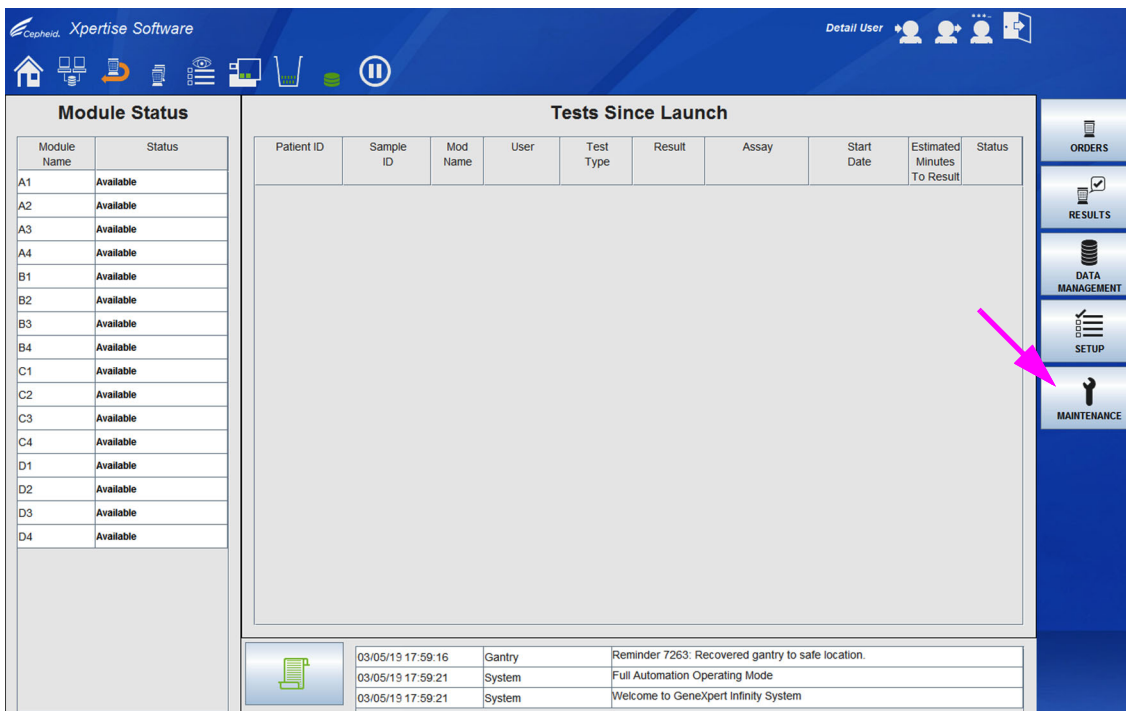 Cepheid. Xpertise Software
Detail User
Module Status
Module Name
Status
A1 Available
A2 Available
A3 Available
A4 Available
B1 Available
B2 Available
B3 Available
B4 Available
C1 Available
C2 Available
C3 Available
C4 Available
D1 Available
D2 Available
D3 Available
D4 Available
Tests Since Launch
Patient ID
Sample ID
Mod Name
User
Test Type
Result
Assay
Start Date
Estimated Minutes To Result
Status
03/05/19 17:59:16 Gantry Reminder 7263: Recovered gantry to safe location.
03/05/19 17:59:21 System Full Automation Operating Mode
03/05/19 17:59:21 System Welcome to GeneXpert Infinity System
ORDERS
RESULTS
DATA
MANAGEMENT
SETUP
MAINTENANCE